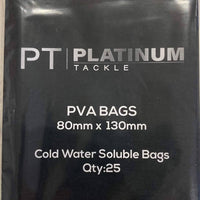 PT | PLATINUM
TACKLE
PVA BAGS
80mm x 130mm
Cold Water Soluble Bags
Qty:25